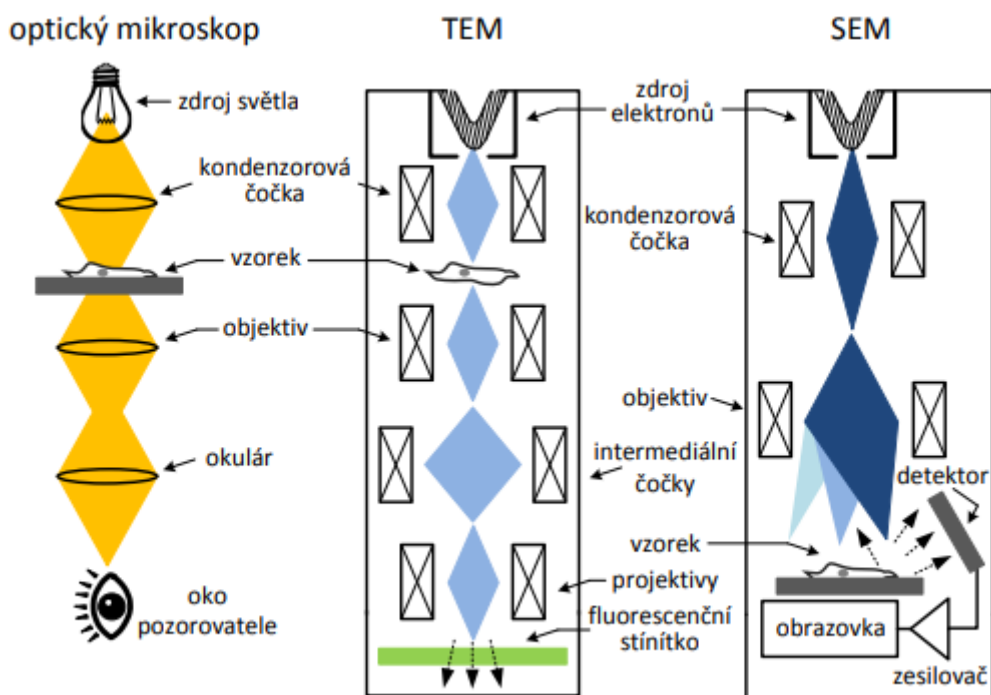 optický mikroskop
TEM
SEM
zdroj světla
zdroj
elektronů
kondenzorová
čočka
kondenzorová
čočka
vzorek
objektiv
objektiv
okulár
intermediální
čočky
detektor
vzorek
oko
pozorovatele
projektivy
fluorescenční
stínítko
obrazovka
zesilovač